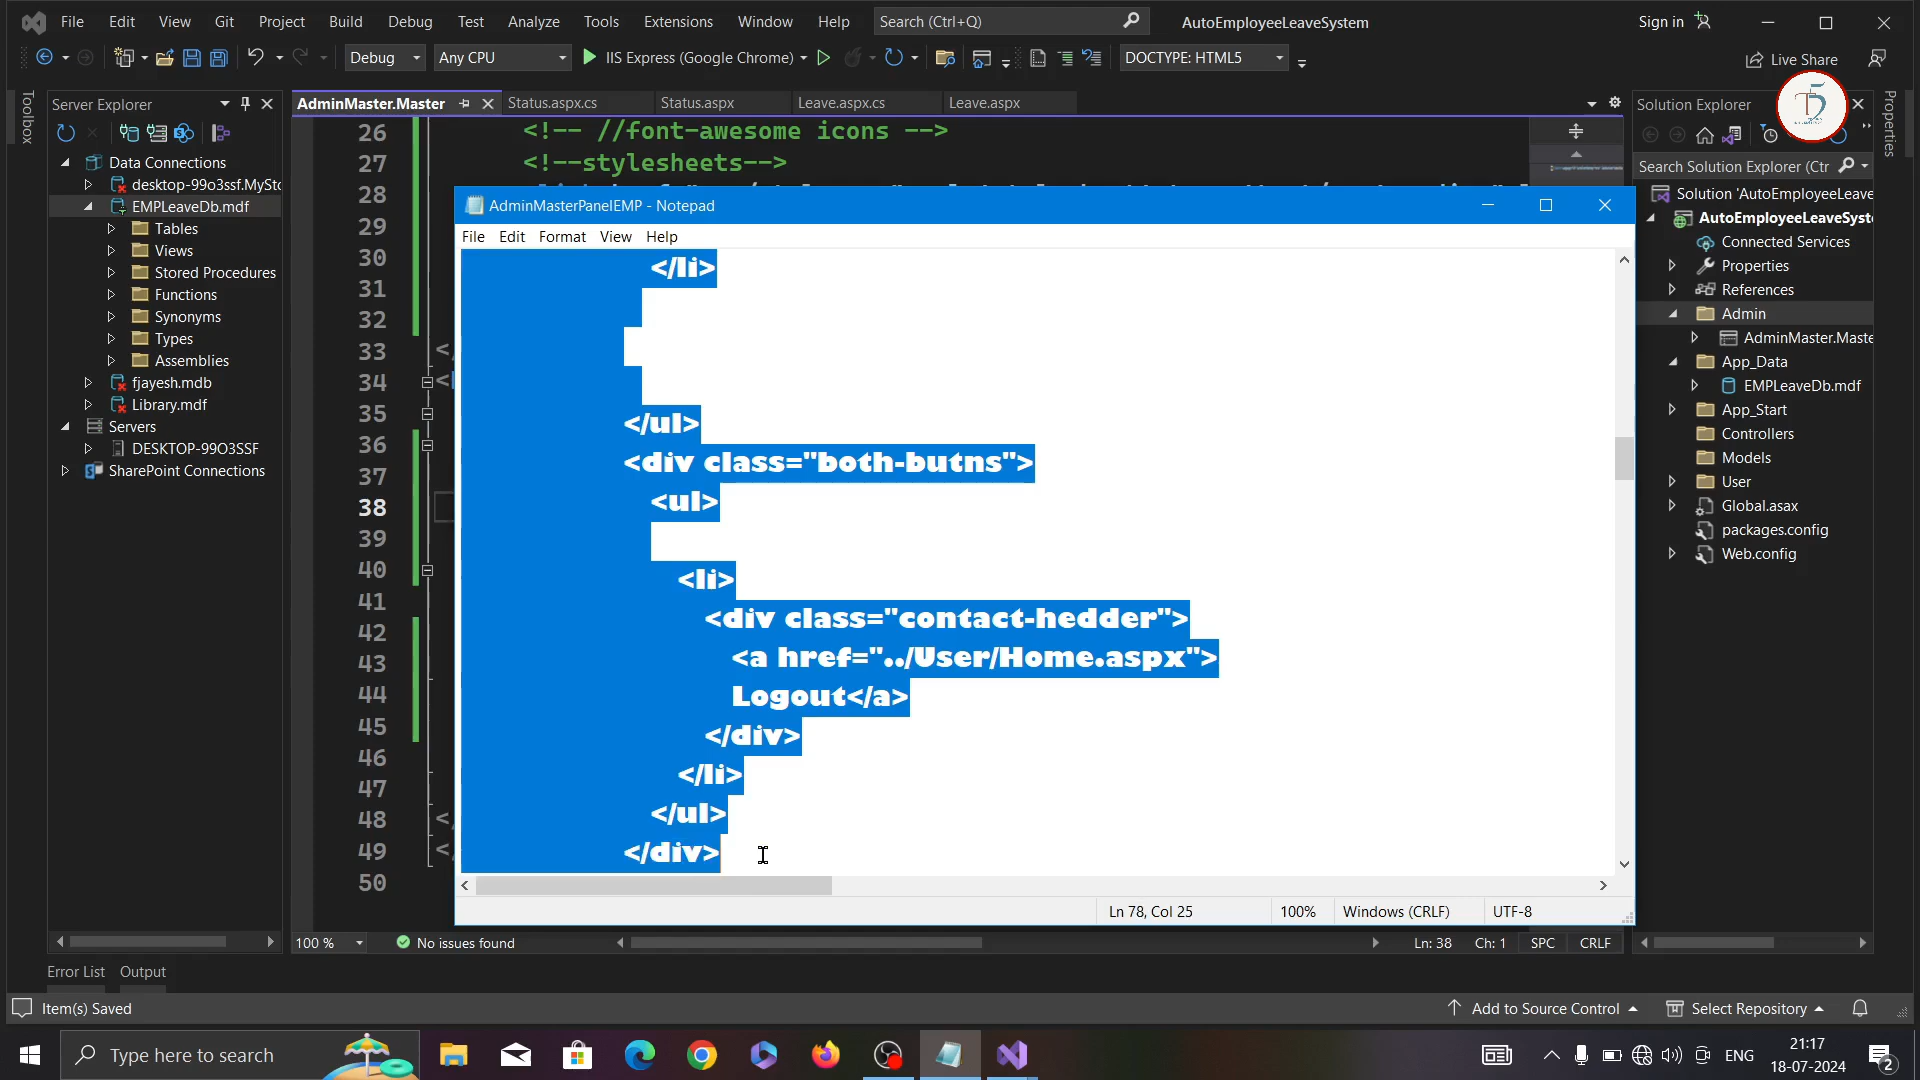 File Edit View Git Project Build Debug Test Analyze Tools Extensions Window Help Search (Ctrl+Q) AutoEmployeeLeaveSystem Sign in
Debug Any CPU IIS Express (Google Chrome) DOCTYPE: HTML5 Live Share
Toolbox
Server Explorer
Data Connections
desktop-99o3ssf.MySto
EMPLeaveDb.mdf
Tables
Views
Stored Procedures
Functions
Synonyms
Types
Assemblies
fjayesh.mdb
Library.mdf
Servers
DESKTOP-99O3SSF
SharePoint Connections
AdminMaster.Master Status.aspx.cs Status.aspx Leave.aspx.cs Leave.aspx
26 <!-- //font-awesome icons -->
27 <!--stylesheets-->
28
29
30
31
32
33 </
34 <
35
36
37
38
39
40
41
42
43
44
45
46
47
48 </
49 </
50
AdminMasterPanelEMP - Notepad
File Edit Format View Help
</li>
</ul>
<div class="both-butns">
<ul>
<li>
<div class="contact-hedder">
<a href="../User/Home.aspx">
Logout</a>
</div>
</li>
</ul>
</div>
Ln 78, Col 25 100% Windows (CRLF) UTF-8
100 % No issues found Ln: 38 Ch: 1 SPC CRLF
Solution Explorer
Search Solution Explorer (Ctr
Solution 'AutoEmployeeLeave
AutoEmployeeLeaveSyst
Connected Services
Properties
References
Admin
AdminMaster.Maste
App_Data
EMPLeaveDb.mdf
App_Start
Controllers
Models
User
Global.asax
packages.config
Web.config
Properties
Error List Output
Item(s) Saved Add to Source Control Select Repository
Type here to search ENG 21:17
18-07-2024 2